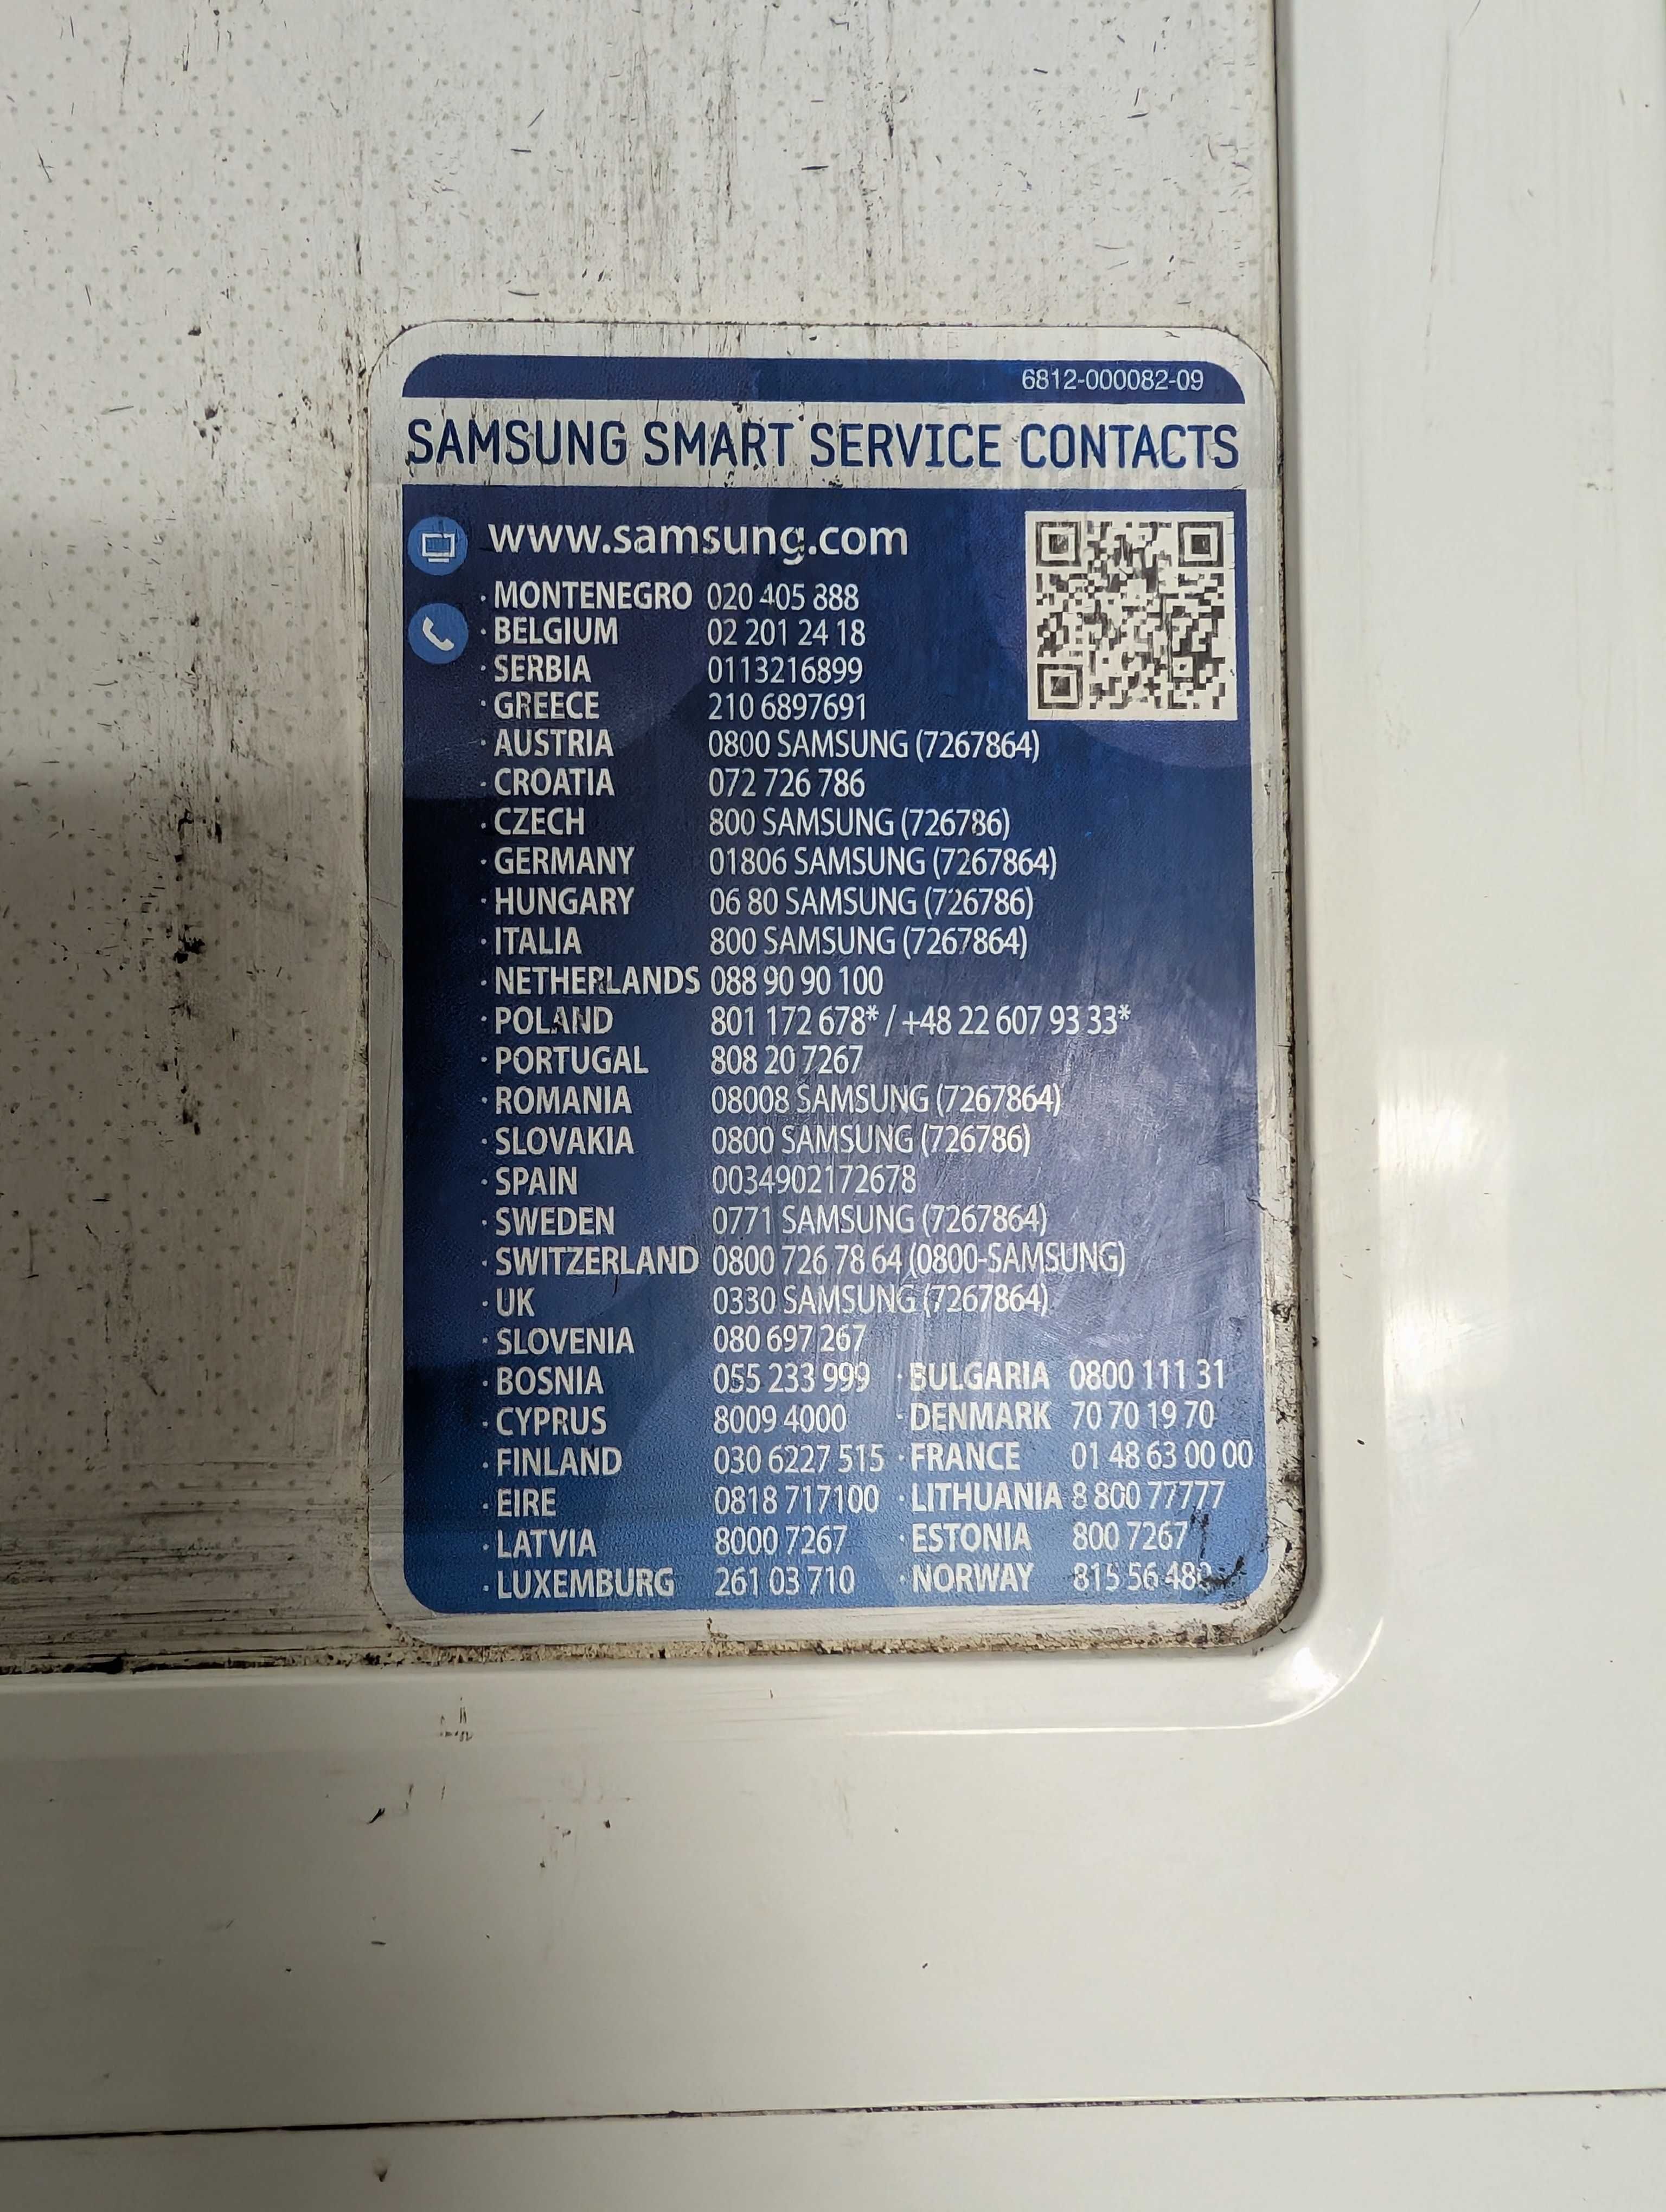 6812-000082-09
SAMSUNG SMART SERVICE CONTACTS
www.samsung.com
· MONTENEGRO 020 405 888
· BELGIUM 02 201 24 18
· SERBIA 0113216899
· GREECE 210 6897691
· AUSTRIA 0800 SAMSUNG (7267864)
· CROATIA 072 726 786
· CZECH 800 SAMSUNG (726786)
· GERMANY 01806 SAMSUNG (7267864)
· HUNGARY 06 80 SAMSUNG (726786)
· ITALIA 800 SAMSUNG (7267864)
· NETHERLANDS 088 90 90 100
· POLAND 801 172 678* / +48 22 607 93 33*
· PORTUGAL 808 20 7267
· ROMANIA 08008 SAMSUNG (7267864)
· SLOVAKIA 0800 SAMSUNG (726786)
· SPAIN 0034902172678
· SWEDEN 0771 SAMSUNG (7267864)
· SWITZERLAND 0800 726 78 64 (0800-SAMSUNG)
· UK 0330 SAMSUNG (7267864)
· SLOVENIA 080 697 267
· BOSNIA 055 233 999 · BULGARIA 0800 111 31
· CYPRUS 8009 4000 · DENMARK 70 70 19 70
· FINLAND 030 6227 515 · FRANCE 01 48 63 00 00
· EIRE 0818 717100 · LITHUANIA 8 800 77777
· LATVIA 8000 7267 · ESTONIA 800 7267
· LUXEMBURG 261 03 710 · NORWAY 815 56 480